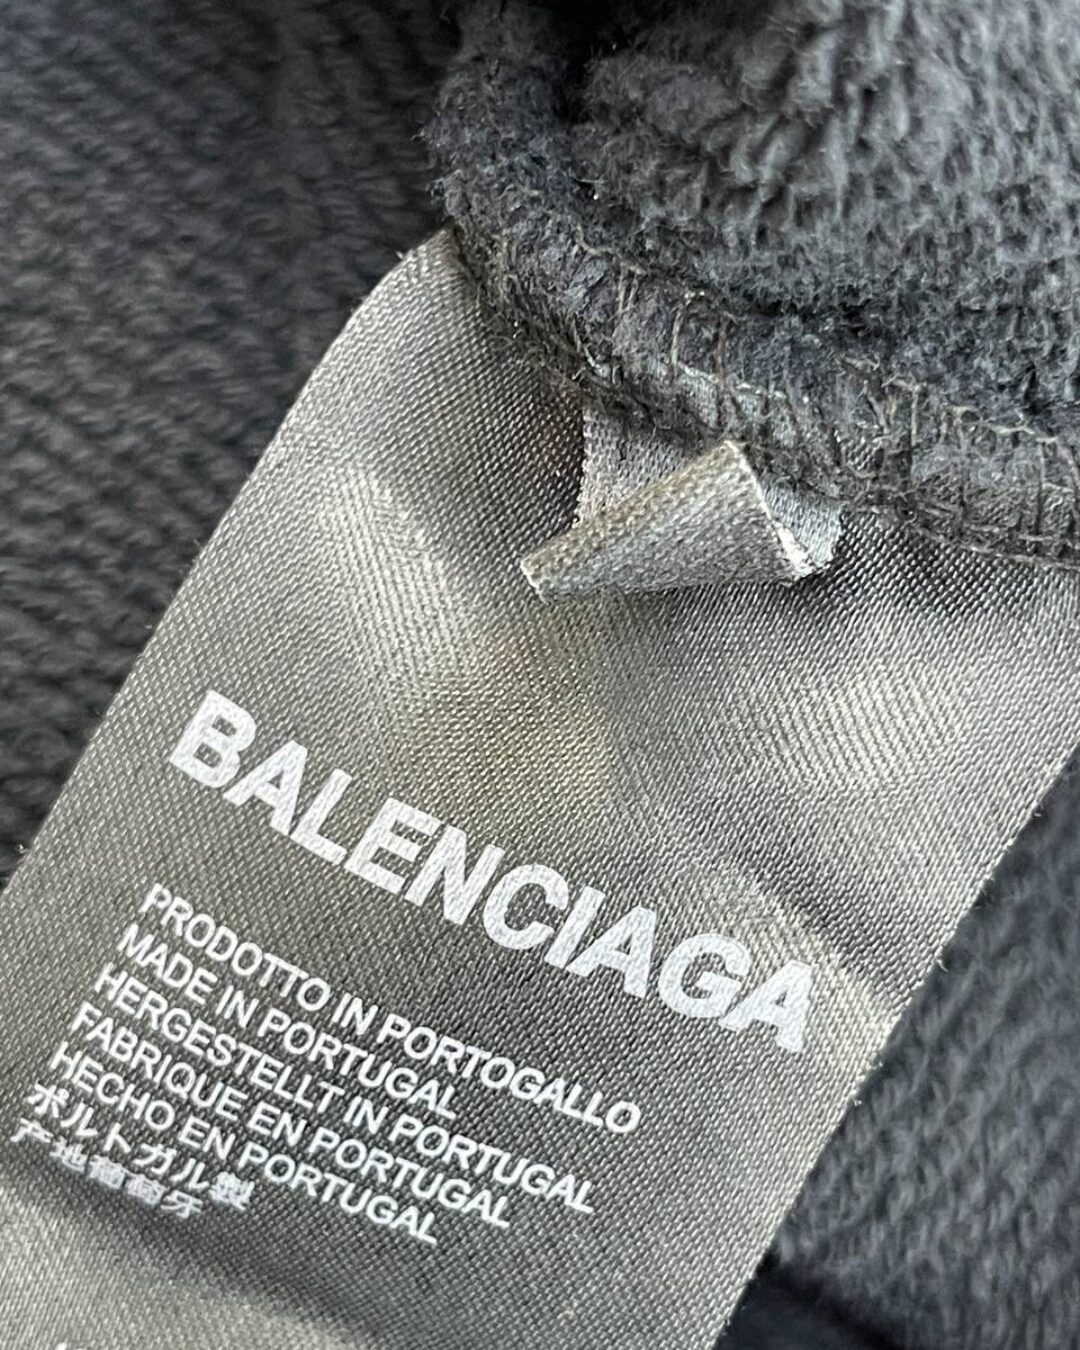 BALENCIAGA
PRODOTTO IN PORTOGALLO
MADE IN PORTUGAL
HERGESTELLT IN PORTUGAL
FABRIQUE EN PORTUGAL
HECHO EN PORTUGAL
ポルトガル製
产地葡萄牙